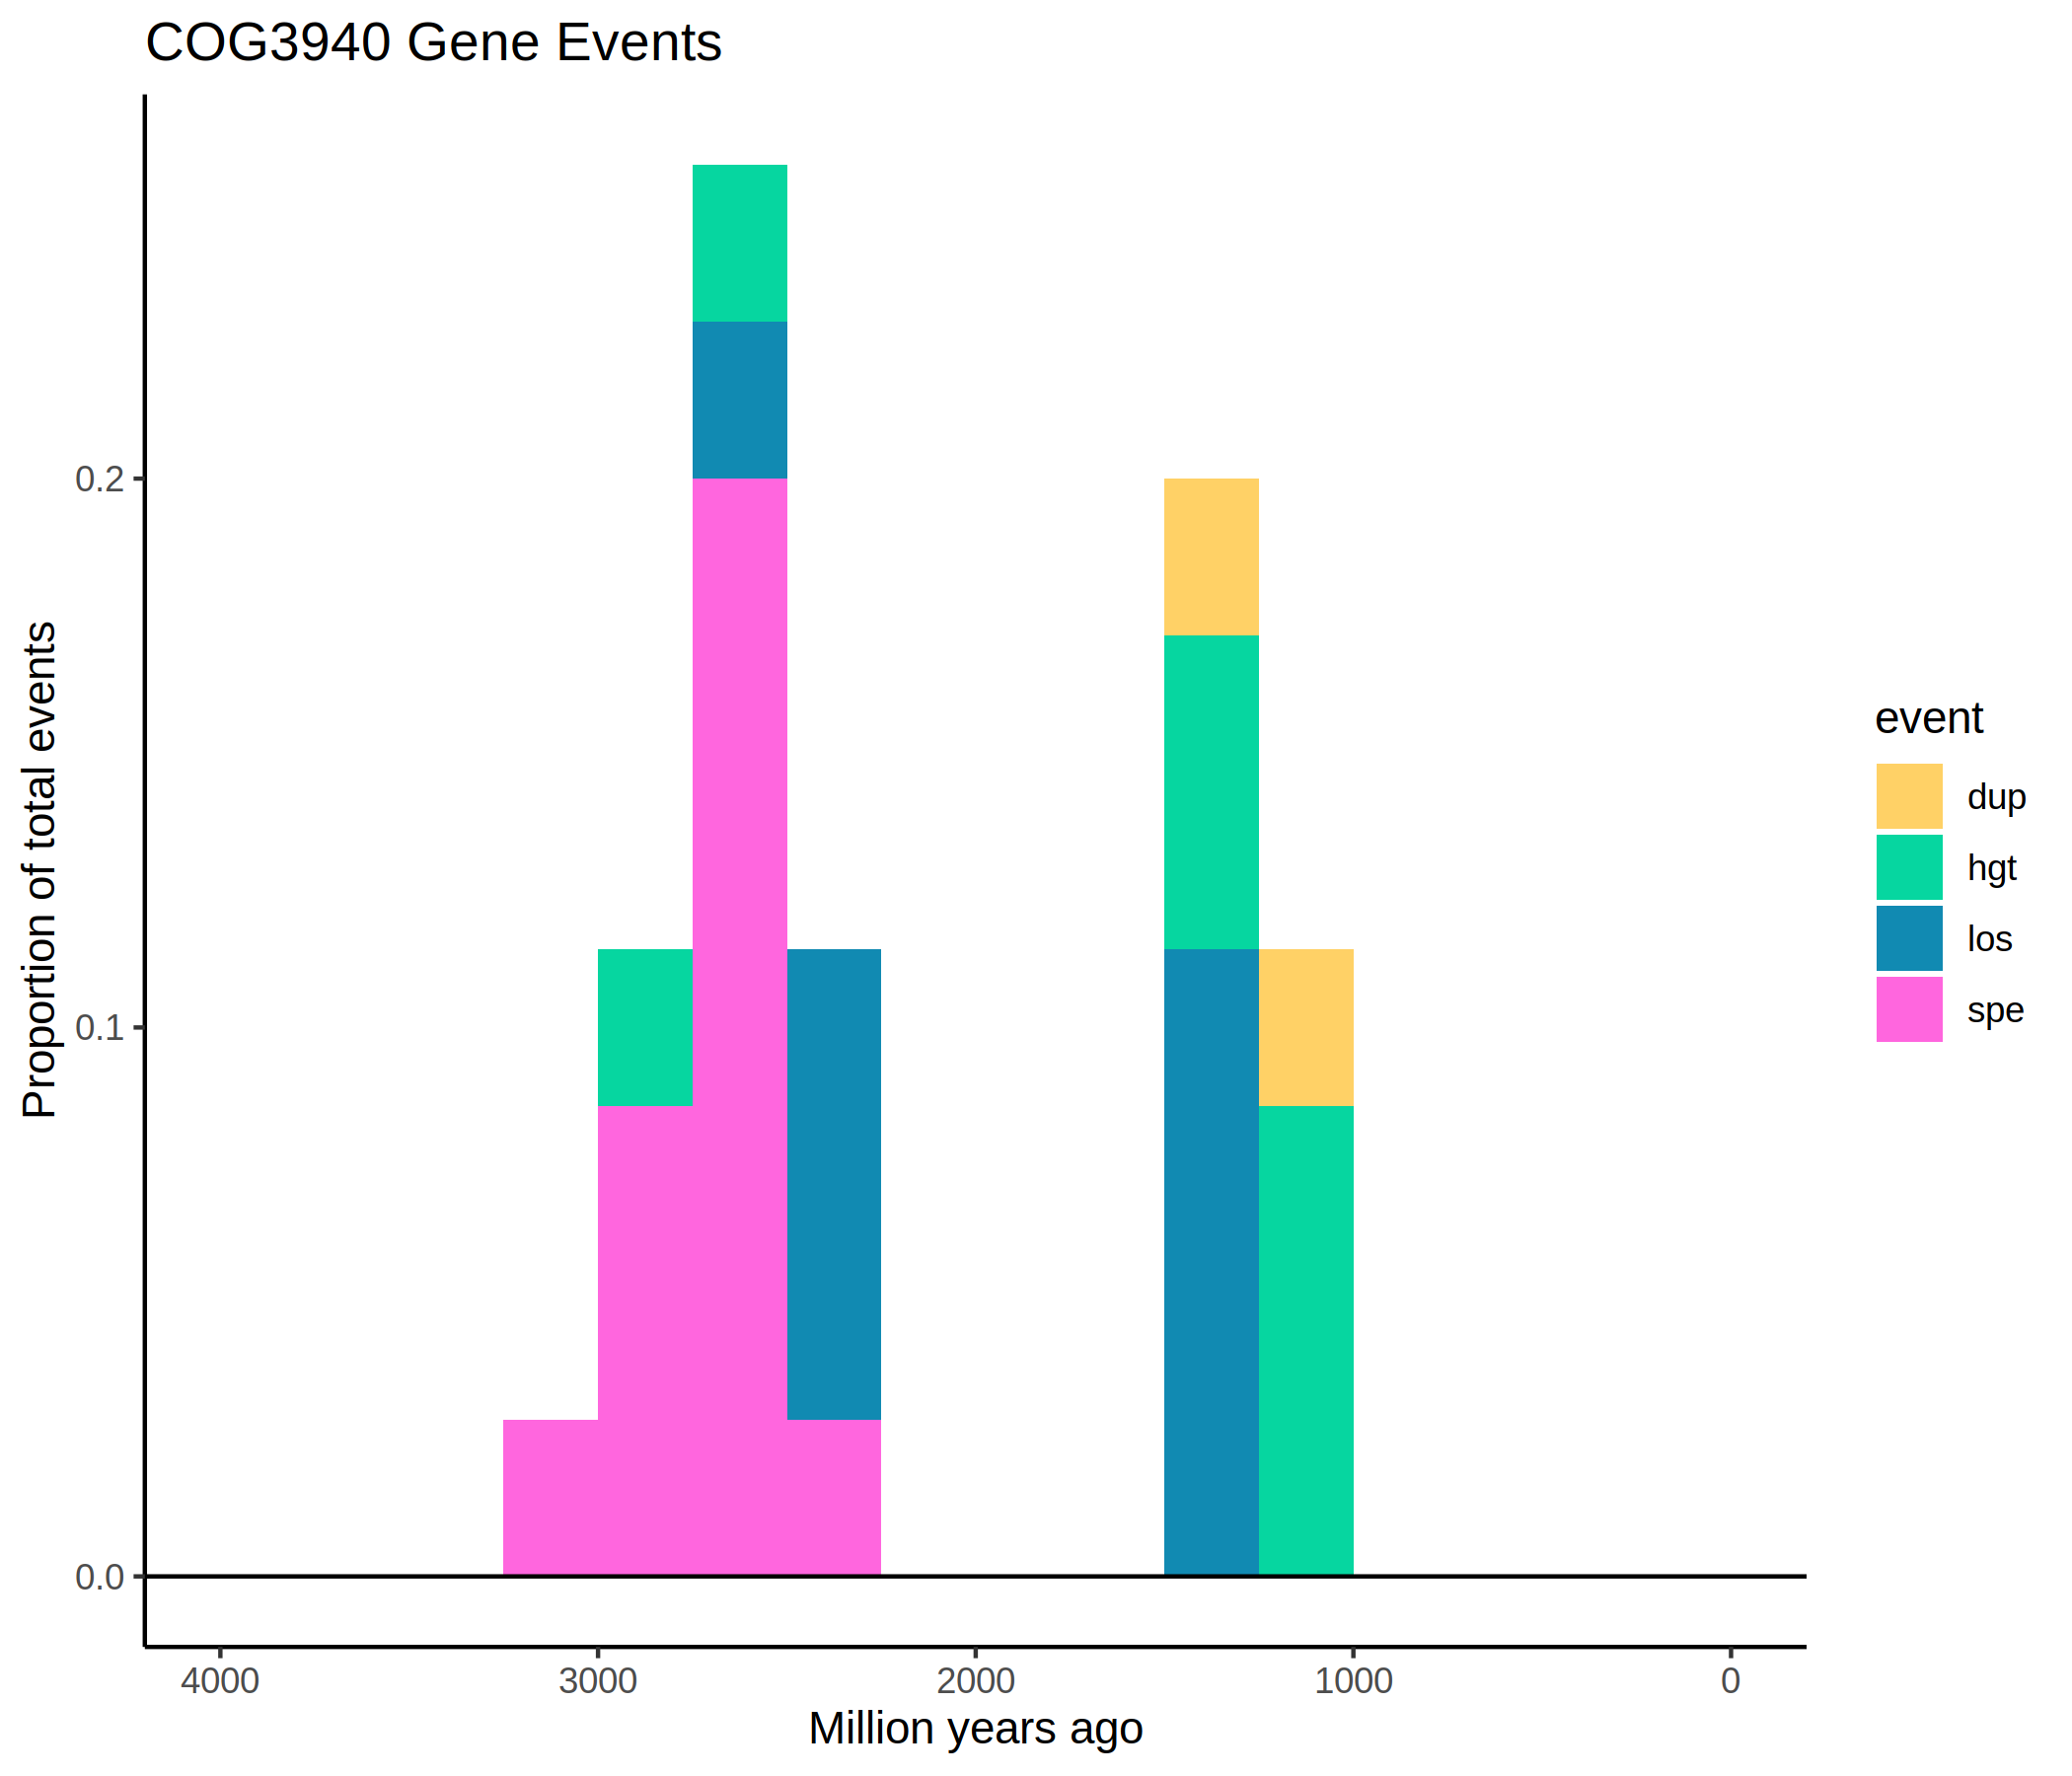 COG3940 Gene Events
Proportion of total events
0.2
0.1
0.0
4000 3000 2000 1000 0
Million years ago
event
dup
hgt
los
spe